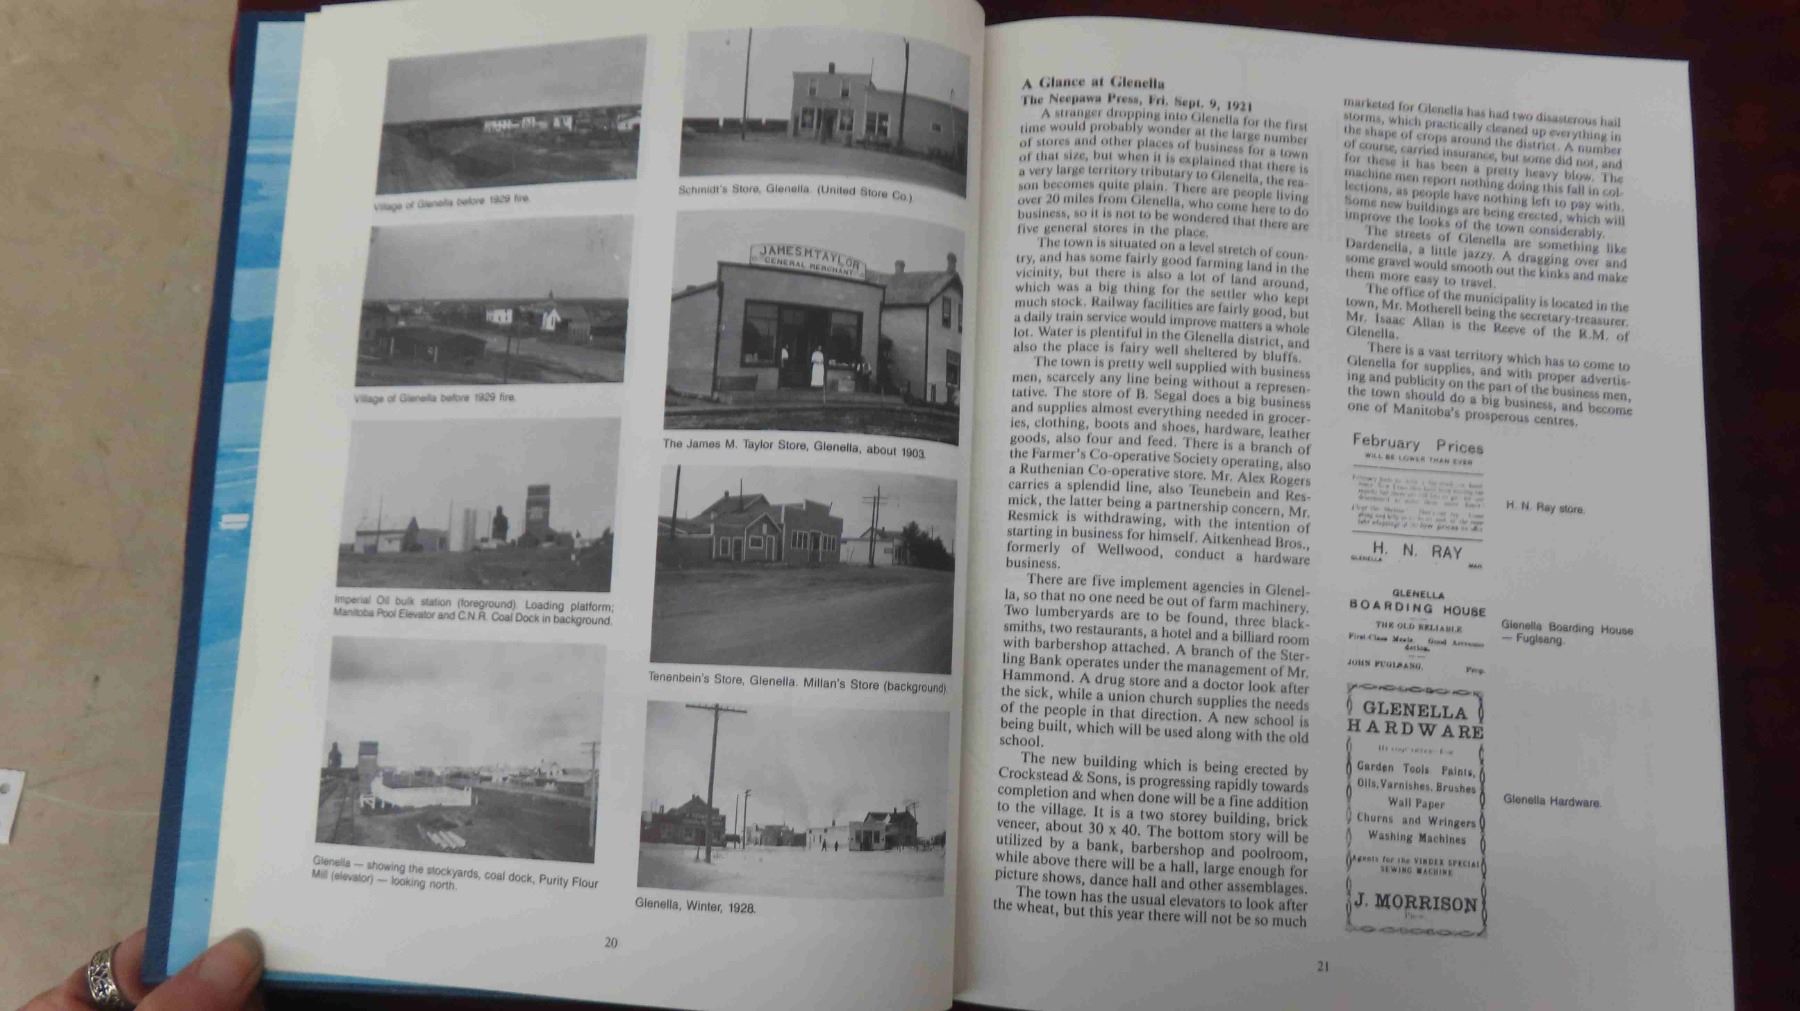 Village of Glenella before 1929 fire.
Village of Glenella before 1929 fire.
Imperial Oil bulk station (foreground). Loading platform;
Manitoba Pool Elevator and C.N.R. Coal Dock in background.
Glenella — showing the stockyards, coal dock, Purity Flour
Mill (elevator) — looking north.
Schmidt's Store, Glenella. (United Store Co.)
JAMES.M.TAYLOR
GENERAL MERCHANT
The James M. Taylor Store, Glenella, about 1903.
Tenenbein's Store, Glenella. Millan's Store (background).
Glenella, Winter, 1928.
20
A Glance at Glenella
The Neepawa Press, Fri. Sept. 9, 1921
A stranger dropping into Glenella for the first
time would probably wonder at the large number
of stores and other places of business for a town
of that size, but when it is explained that there is
a very large territory tributary to Glenella, the rea-
son becomes quite plain. There are people living
over 20 miles from Glenella, who come here to do
business, so it is not to be wondered that there are
five general stores in the place.
The town is situated on a level stretch of coun-
try, and has some fairly good farming land in the
vicinity, but there is also a lot of land around,
which was a big thing for the settler who kept
much stock. Railway facilities are fairly good, but
a daily train service would improve matters a whole
lot. Water is plentiful in the Glenella district, and
also the place is fairy well sheltered by bluffs.
The town is pretty well supplied with business
men, scarcely any line being without a represen-
tative. The store of B. Segal does a big business
and supplies almost everything needed in grocer-
ies, clothing, boots and shoes, hardware, leather
goods, also four and feed. There is a branch of
the Farmer's Co-operative Society operating, also
a Ruthenian Co-operative store. Mr. Alex Rogers
carries a splendid line, also Teunebein and Res-
mick, the latter being a partnership concern, Mr.
Resmick is withdrawing, with the intention of
starting in business for himself. Aitkenhead Bros.,
formerly of Wellwood, conduct a hardware
business.
There are five implement agencies in Glenel-
la, so that no one need be out of farm machinery.
Two lumberyards are to be found, three black-
smiths, two restaurants, a hotel and a billiard room
with barbershop attached. A branch of the Ster-
ling Bank operates under the management of Mr.
Hammond. A drug store and a doctor look after
the sick, while a union church supplies the needs
of the people in that direction. A new school is
being built, which will be used along with the old
school.
The new building which is being erected by
Crockstead & Sons, is progressing rapidly towards
completion and when done will be a fine addition
to the village. It is a two storey building, brick
veneer, about 30 x 40. The bottom story will be
utilized by a bank, barbershop and poolroom,
while above there will be a hall, large enough for
picture shows, dance hall and other assemblages.
The town has the usual elevators to look after
the wheat, but this year there will not be so much
marketed for Glenella has had two disasterous hail
storms, which practically cleaned up everything in
the shape of crops around the district. A number
of course, carried insurance, but some did not, and
for these it has been a pretty heavy blow. The
machine men report nothing doing this fall in col-
lections, as people have nothing left to pay with.
Some new buildings are being erected, which will
improve the looks of the town considerably.
The streets of Glenella are something like
Dardenella, a little jazzy. A dragging over and
some gravel would smooth out the kinks and make
them more easy to travel.
The office of the municipality is located in the
town, Mr. Motherell being the secretary-treasurer.
Mr. Isaac Allan is the Reeve of the R.M. of
Glenella.
There is a vast territory which has to come to
Glenella for supplies, and with proper advertis-
ing and publicity on the part of the business men,
the town should do a big business, and become
one of Manitoba's prosperous centres.
February Prices
WILL BE LOWER THAN EVER
H. N. RAY
GLENELLA MAN
H. N. Ray store.
GLENELLA
BOARDING HOUSE
THE OLD RELIABLE
First-Class Meals. Good Accommo-
dation.
JOHN FUGLSANG, Prop.
Glenella Boarding House
— Fuglsang.
GLENELLA
HARDWARE
Garden Tools Paints,
Oils, Varnishes, Brushes
Wall Paper
Churns and Wringers
Washing Machines
Agents for the VINDEX SPECIAL
SEWING MACHINE
J. MORRISON
Prop.
Glenella Hardware.
21